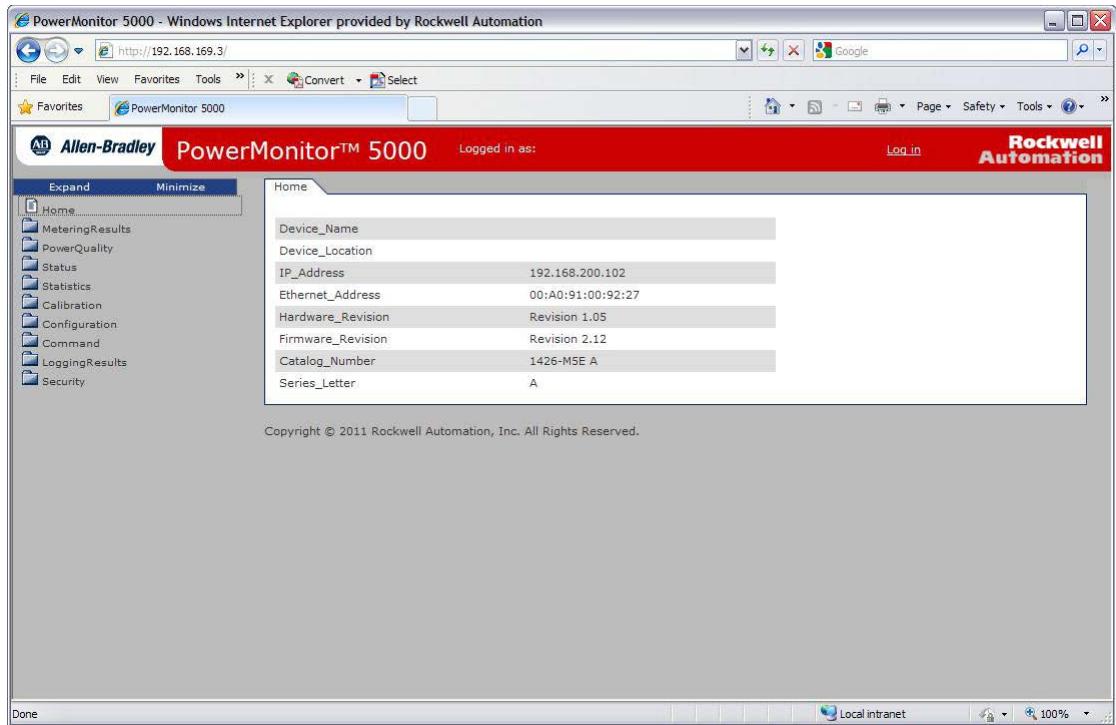 PowerMonitor 5000 - Windows Internet Explorer provided by Rockwell Automation
http://192.168.169.3/
Google
File Edit View Favorites Tools » X Convert Select
Favorites PowerMonitor 5000 Page Safety Tools »
AB Allen-Bradley PowerMonitor™ 5000 Logged in as: Log in Rockwell Automation
Expand Minimize
Home
MeteringResults
PowerQuality
Status
Statistics
Calibration
Configuration
Command
LoggingResults
Security
Home
Device_Name
Device_Location
IP_Address 192.168.200.102
Ethernet_Address 00:A0:91:00:92:27
Hardware_Revision Revision 1.05
Firmware_Revision Revision 2.12
Catalog_Number 1426-M5E A
Series_Letter A
Copyright © 2011 Rockwell Automation, Inc. All Rights Reserved.
Done Local intranet 100%